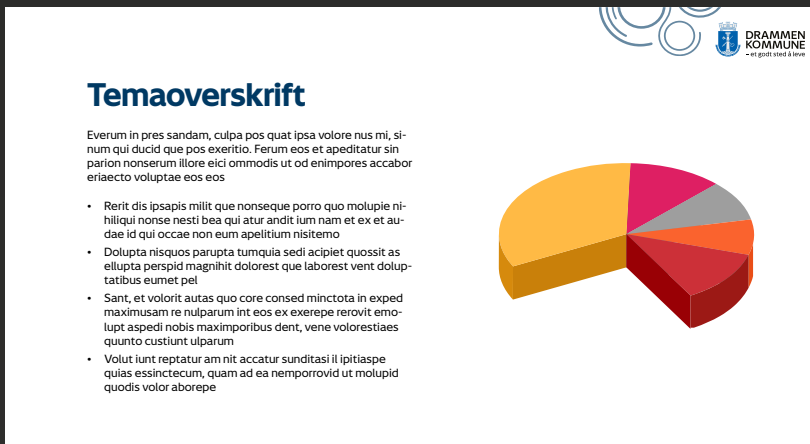 DRAMMEN
KOMMUNE
– et godt sted å leve
Temaoverskrift
Everum in pres sandam, culpa pos quat ipsa volore nus mi, si-
num qui ducid que pos exeritio. Ferum eos et apeditatur sin
parion nonserum illore eici ommodis ut od enimpores accabor
eriaecto voluptae eos eos
• Rerit dis ipsapis milit que nonseque porro quo molupie ni-
hiliqui nonse nesti bea qui atur andit ium nam et ex et au-
dae id qui occae non eum apelitium nisitemo
• Dolupta nisquos parupta tumquia sedi acipiet quossit as
ellupta perspid magnihit dolorest que laborest vent dolup-
tatibus eumet pel
• Sant, et volorit autas quo core consed minctota in exped
maximusam re nulparum int eos ex exerepe rerovit emo-
lupt aspedi nobis maximporibus dent, vene volorestiaes
quunto custiunt ulparum
• Volut iunt reptatur am nit accatur sunditasi il ipitiaspe
quias essinctecum, quam ad ea nemporrovid ut molupid
quodis volor aborepe